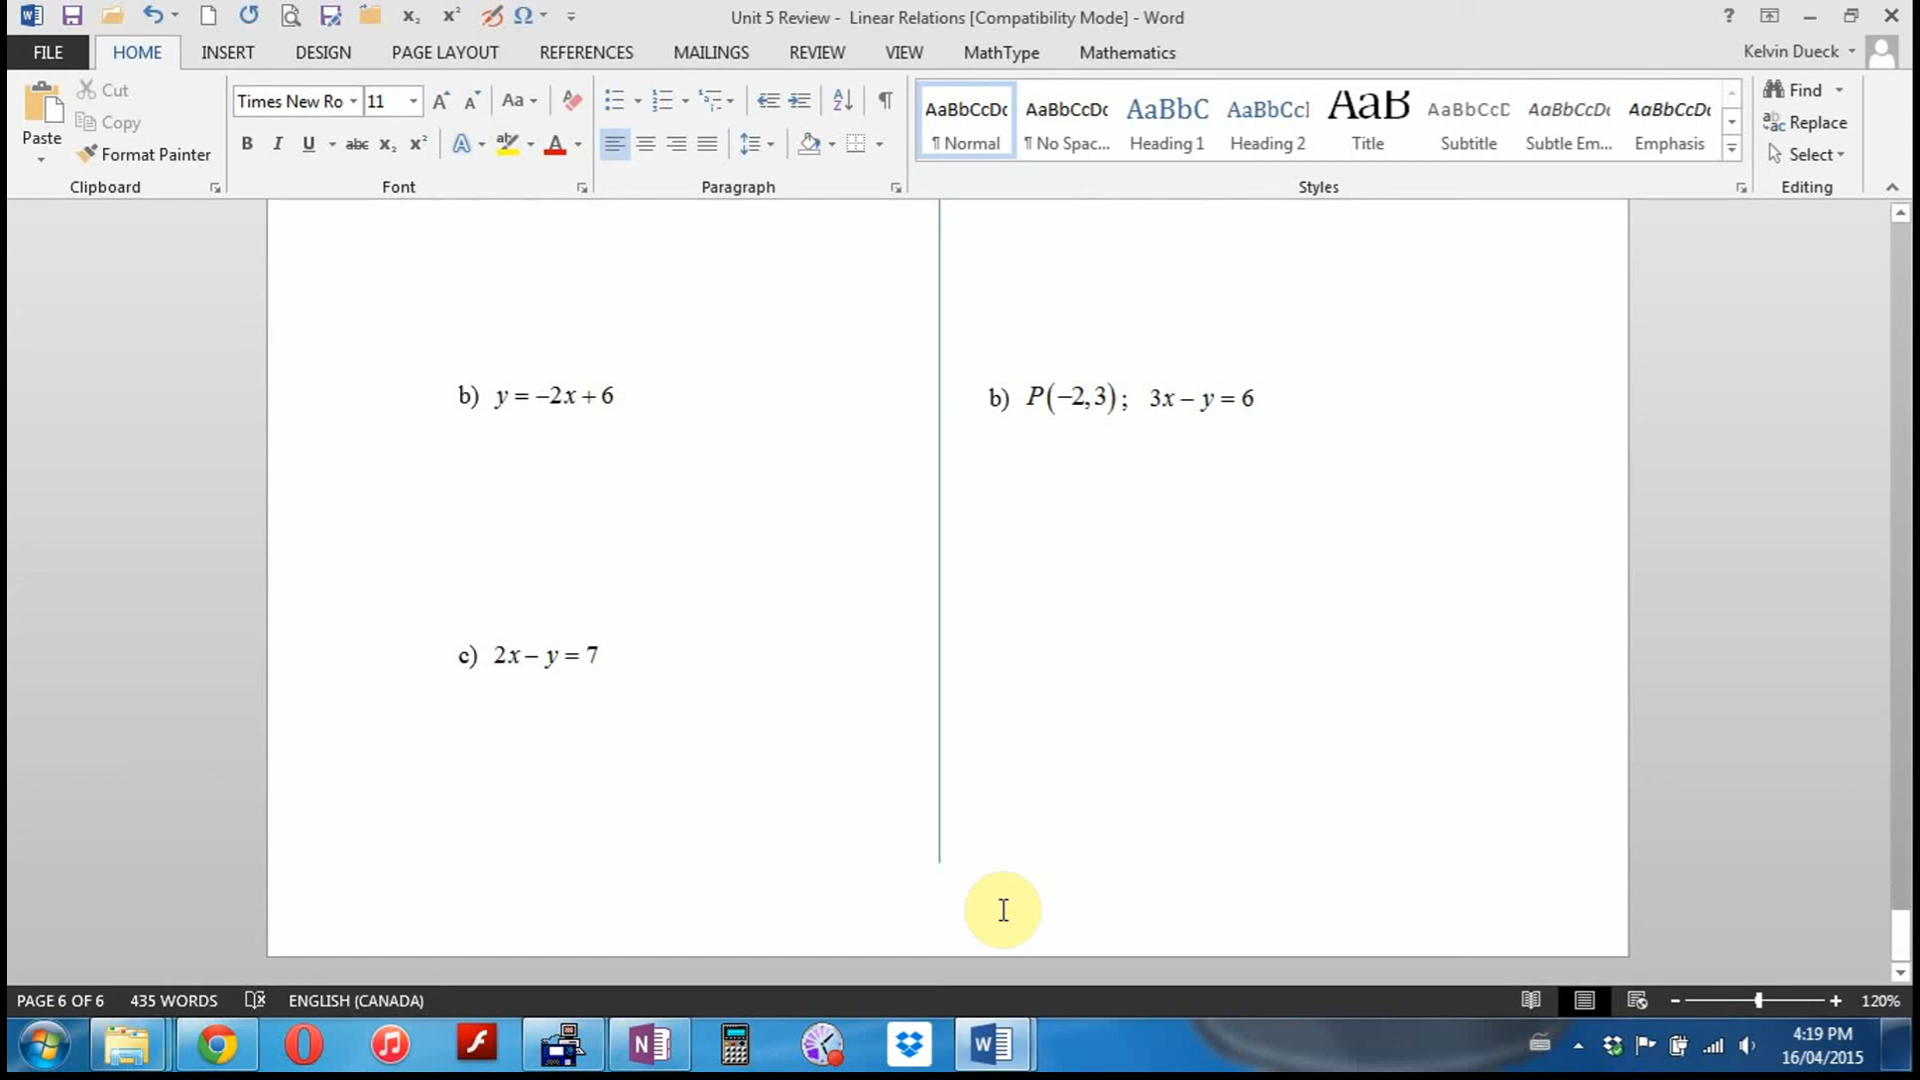 Unit 5 Review -  Linear Relations [Compatibility Mode] - Word
FILE HOME INSERT DESIGN PAGE LAYOUT REFERENCES MAILINGS REVIEW VIEW MathType Mathematics Kelvin Dueck
Paste Cut Copy Format Painter
Times New Ro 11
AaBbCcDc AaBbCcDc AaBbC AaBbCcI AaB AaBbCcD AaBbCcDc AaBbCcDc
¶ Normal ¶ No Spac... Heading 1 Heading 2 Title Subtitle Subtle Em... Emphasis
Find
Replace
Select
Clipboard Font Paragraph Styles Editing
b) y = −2x + 6
b) P(−2,3);  3x − y = 6
c) 2x − y = 7
PAGE 6 OF 6 435 WORDS ENGLISH (CANADA) 120%
4:19 PM
16/04/2015